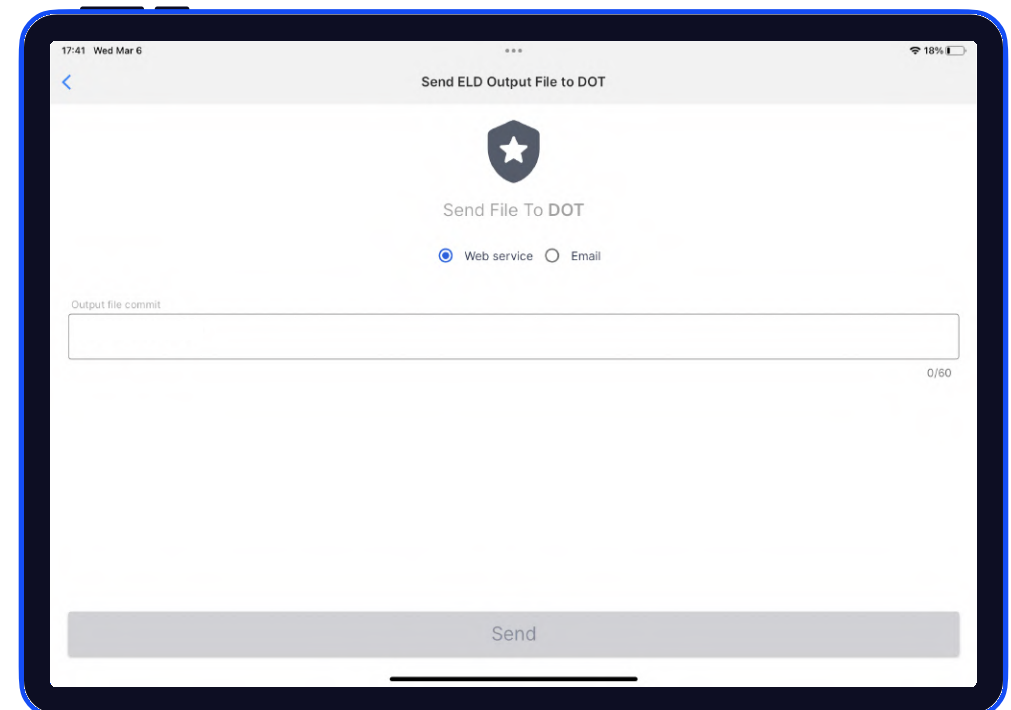 17:41 Wed Mar 6
18%
Send ELD Output File to DOT
Send File To DOT
Web service Email
Output file commit
0/60
Send